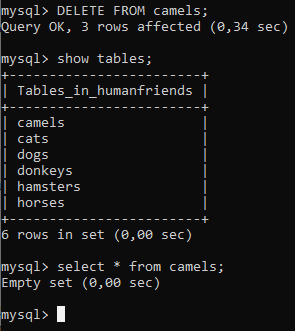 mysql> DELETE FROM camels;
Query OK, 3 rows affected (0,34 sec)
mysql> show tables;
+------------------------+
| Tables_in_humanfriends |
+------------------------+
| camels                 |
| cats                   |
| dogs                   |
| donkeys                |
| hamsters               |
| horses                 |
+------------------------+
6 rows in set (0,00 sec)
mysql> select * from camels;
Empty set (0,00 sec)
mysql>